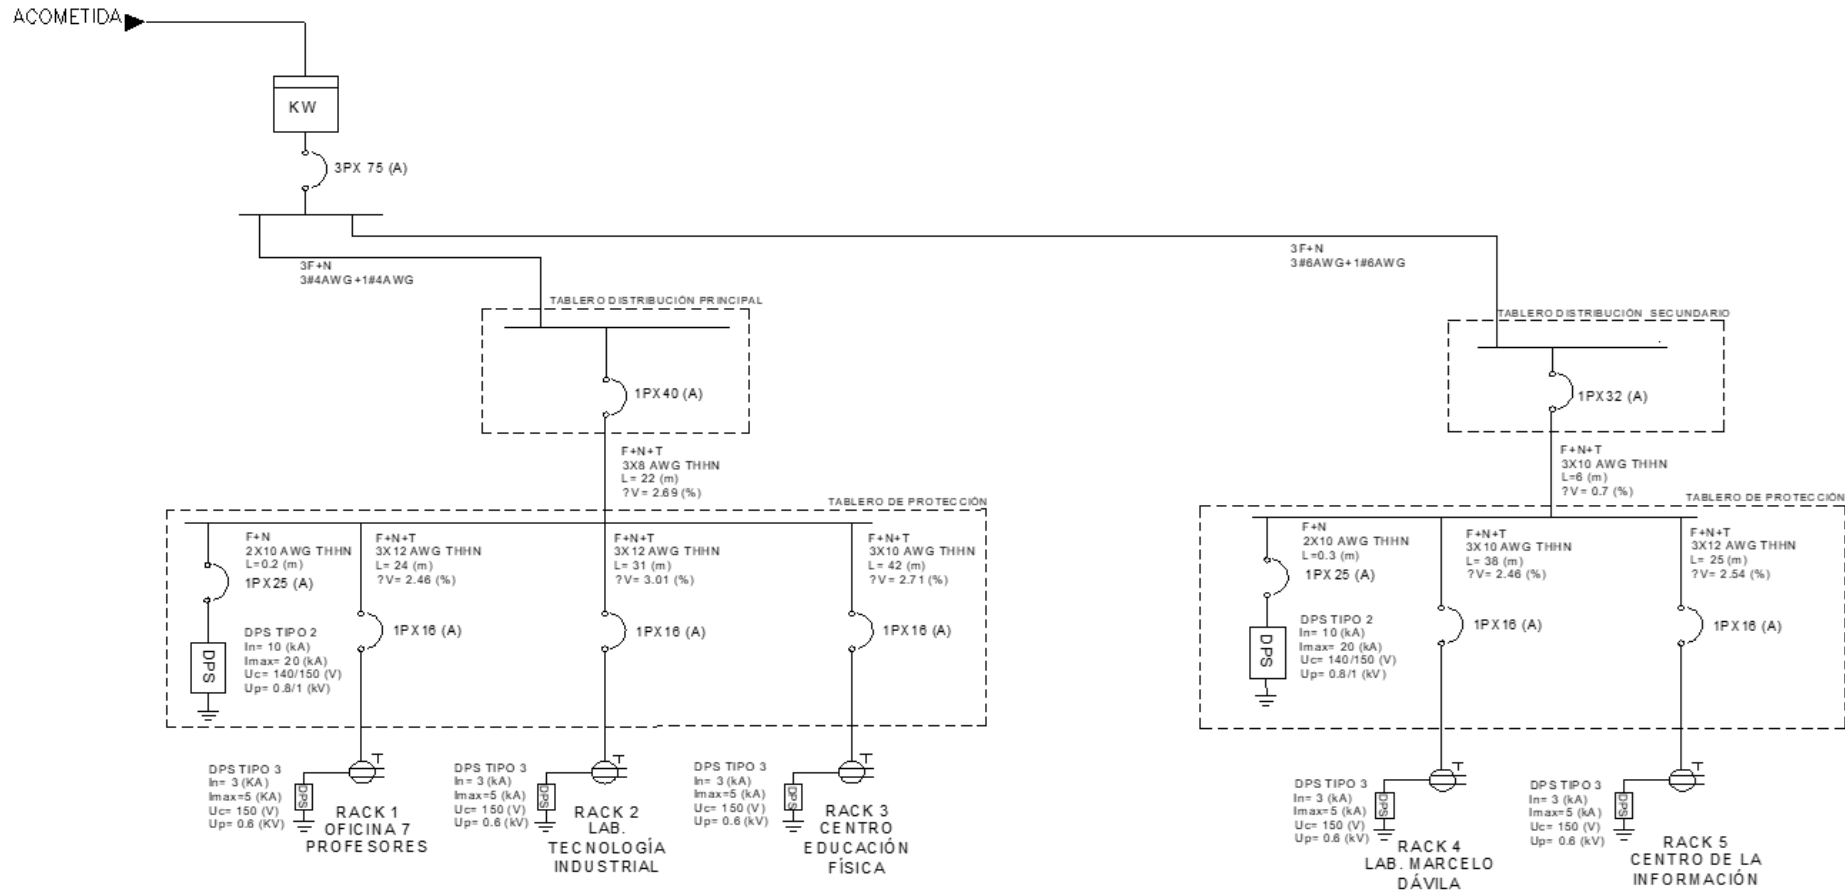 ACOMETIDA
KW
3PX 75 (A)
3F+N
3#4AWG+1#4AWG
3F+N
3#6AWG+1#6AWG
TABLERO DISTRIBUCIÓN PRINCIPAL
1PX40 (A)
TABLERO DISTRIBUCIÓN SECUNDARIO
1PX32 (A)
F+N+T
3X8 AWG THHN
L= 22 (m)
?V= 2.69 (%)
F+N+T
3X10 AWG THHN
L=6 (m)
?V= 0.7 (%)
TABLERO DE PROTECCIÓN
F+N
2X10 AWG THHN
L=0.2 (m)
1PX25 (A)
DPS TIPO 2
In= 10 (kA)
Imax= 20 (kA)
Uc= 140/150 (V)
Up= 0.8/1 (kV)
DPS
F+N+T
3X12 AWG THHN
L= 24 (m)
?V= 2.46 (%)
1PX16 (A)
F+N+T
3X12 AWG THHN
L= 31 (m)
?V= 3.01 (%)
1PX16 (A)
F+N+T
3X10 AWG THHN
L= 42 (m)
?V= 2.71 (%)
1PX16 (A)
TABLERO DE PROTECCIÓN
F+N
2X10 AWG THHN
L=0.3 (m)
1PX25 (A)
DPS TIPO 2
In= 10 (kA)
Imax= 20 (kA)
Uc= 140/150 (V)
Up= 0.8/1 (kV)
DPS
F+N+T
3X10 AWG THHN
L= 38 (m)
?V= 2.46 (%)
1PX16 (A)
F+N+T
3X12 AWG THHN
L= 25 (m)
?V= 2.54 (%)
1PX16 (A)
DPS TIPO 3
In= 3 (KA)
Imax=5 (KA)
Uc= 150 (V)
Up= 0.6 (KV)
DPS
T
RACK 1
OFICINA 7
PROFESORES
DPS TIPO 3
In= 3 (kA)
Imax=5 (kA)
Uc= 150 (V)
Up= 0.6 (kV)
DPS
T
RACK 2
LAB.
TECNOLOGÍA
INDUSTRIAL
DPS TIPO 3
In= 3 (kA)
Imax=5 (kA)
Uc= 150 (V)
Up= 0.6 (kV)
DPS
T
RACK 3
CENTRO
EDUCACIÓN
FÍSICA
DPS TIPO 3
In= 3 (kA)
Imax=5 (kA)
Uc= 150 (V)
Up= 0.6 (kV)
DPS
T
RACK 4
LAB. MARCELO
DÁVILA
DPS TIPO 3
In= 3 (kA)
Imax=5 (kA)
Uc= 150 (V)
Up= 0.6 (kV)
DPS
T
RACK 5
CENTRO DE LA
INFORMACIÓN